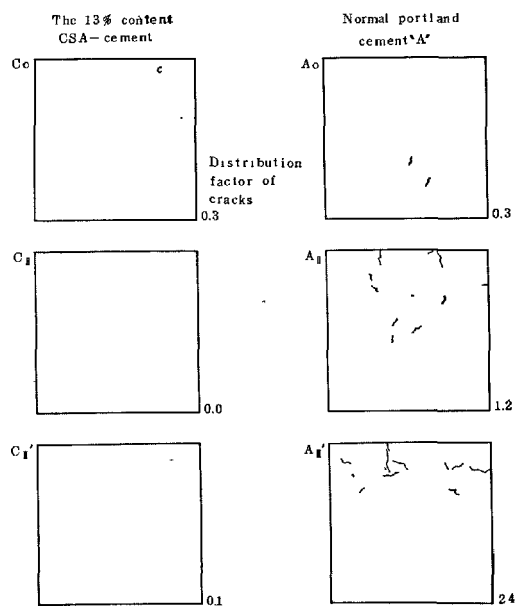 The 13% content
CSA-cement
Normal portland
cement "A"
Co
Ao
Distribution
factor of
cracks
0.3
0.3
CⅡ
AⅡ
0.0
1.2
CⅡ'
AⅡ'
0.1
24